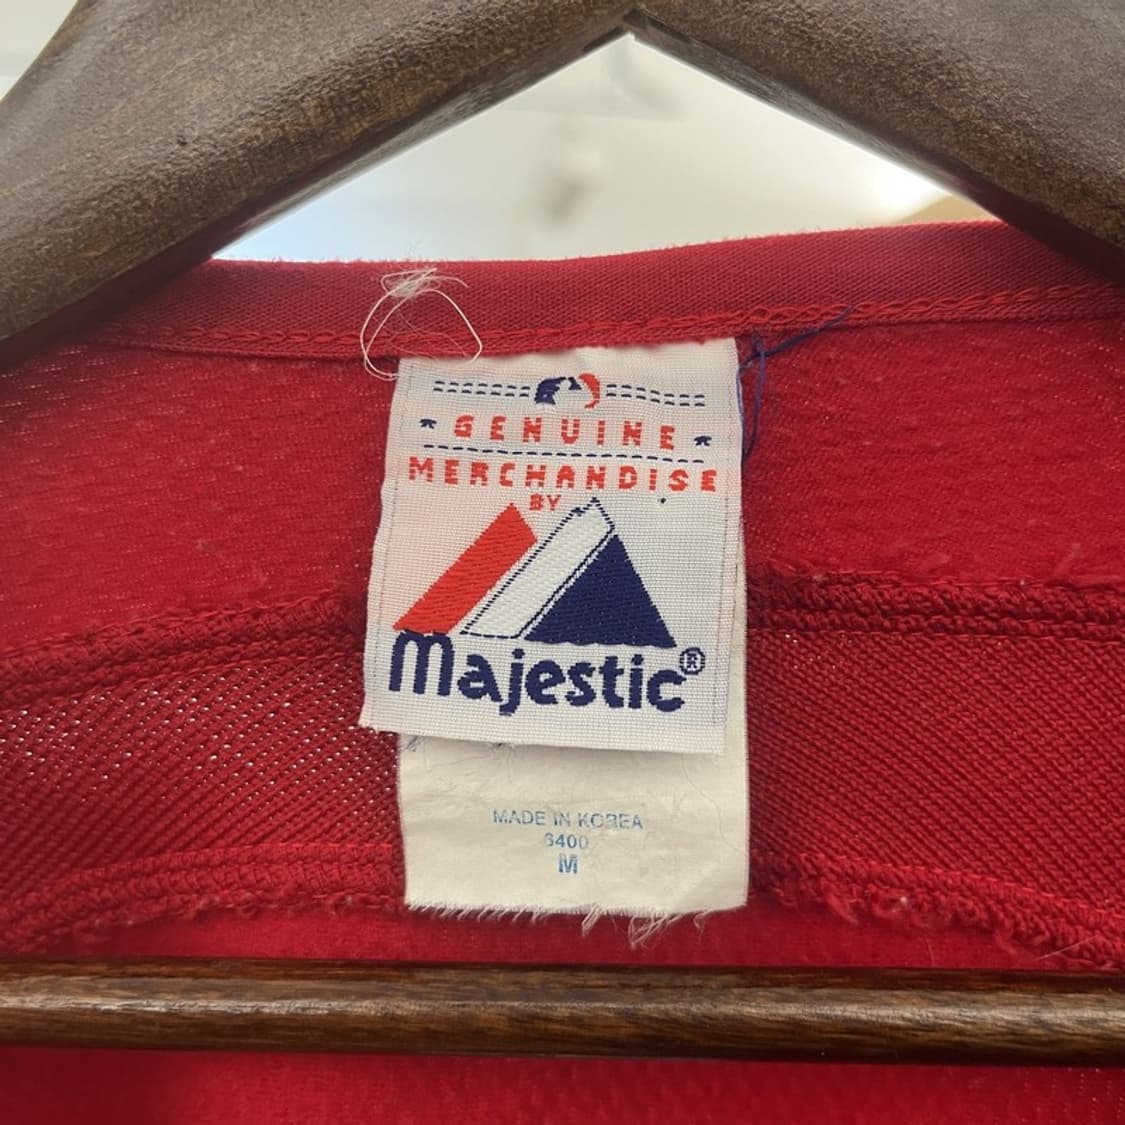 GENUINE
MERCHANDISE
BY
Majestic®
MADE IN KOREA
6400
M